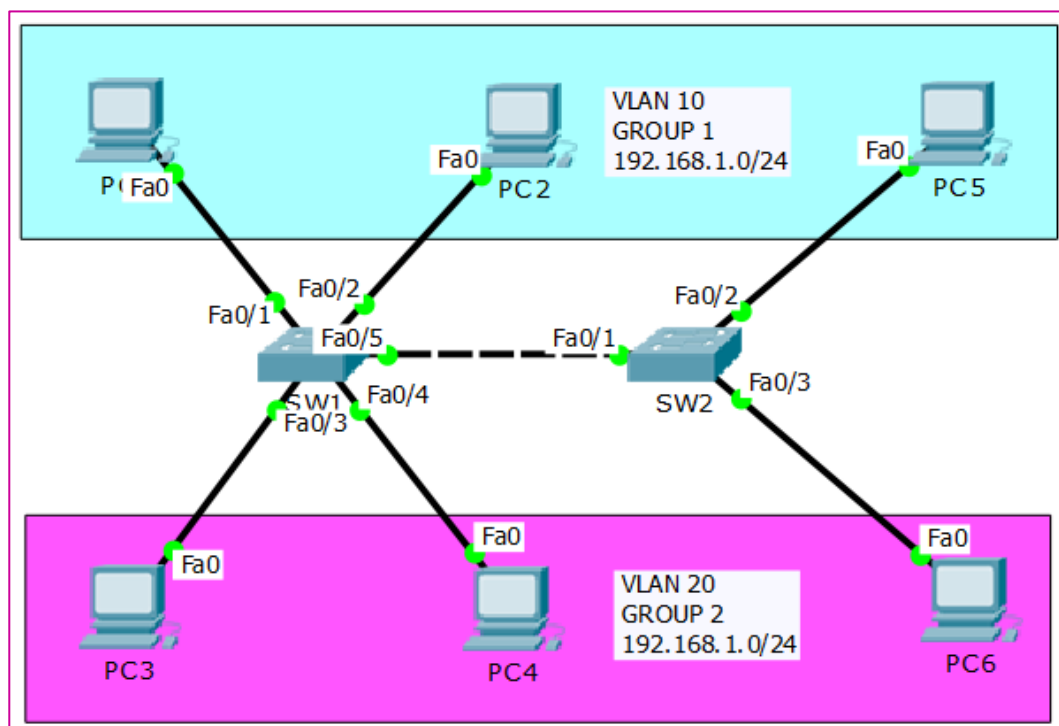 VLAN 10
GROUP 1
192.168.1.0/24
Fa0
Fa0
Fa0
PC2
PC5
Fa0/2
Fa0/2
Fa0/1
Fa0/5
Fa0/1
SW1
Fa0/4
SW2
Fa0/3
Fa0/3
Fa0
Fa0
Fa0
VLAN 20
GROUP 2
192.168.1.0/24
PC3
PC4
PC6